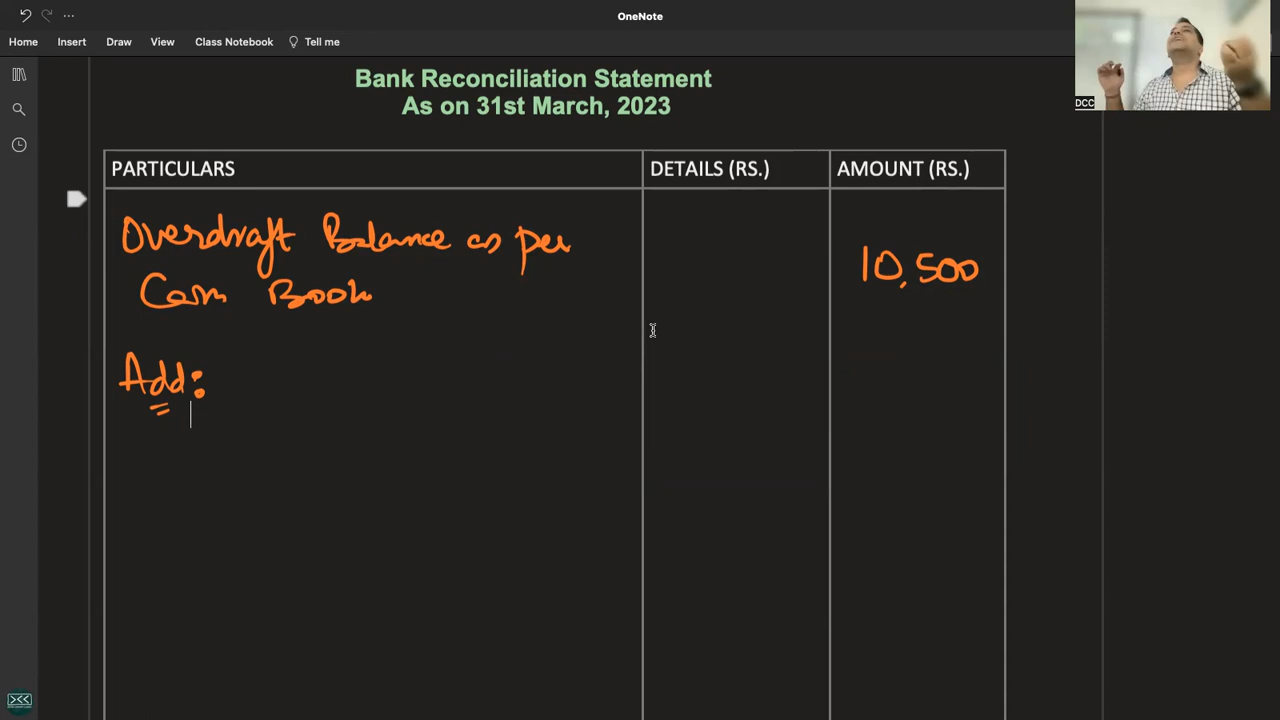 OneNote
Home Insert Draw View Class Notebook Tell me
DCC
Bank Reconciliation Statement
As on 31st March, 2023
PARTICULARS DETAILS (RS.) AMOUNT (RS.)
Overdraft Balance as per
Cash Book 10,500
Add: